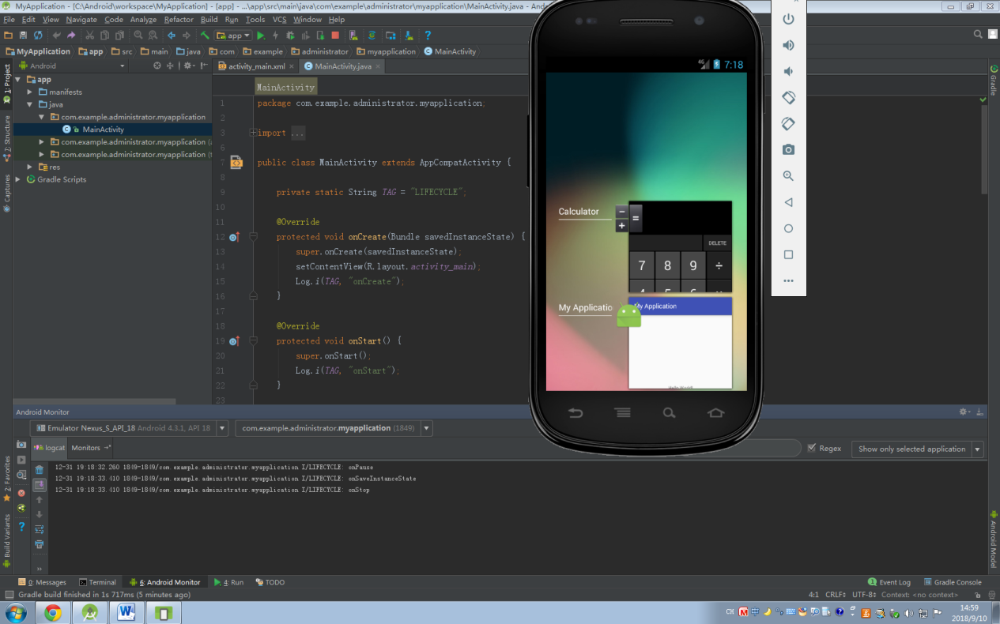 MyApplication - [C:\Android\workspace\MyApplication] - [app] - ...\app\src\main\java\com\example\administrator\myapplication\MainActivity.java -
File Edit View Navigate Code Analyze Refactor Build Run Tools VCS Window Help
app
MyApplication app src main java com example administrator myapplication MainActivity
Android
activity_main.xml
MainActivity.java
1: Project
7: Structure
Captures
2: Favorites
Build Variants
Gradle
Android Model
app
manifests
java
com.example.administrator.myapplication
MainActivity
com.example.administrator.myapplication
com.example.administrator.myapplication
res
Gradle Scripts
MainActivity
1 package com.example.administrator.myapplication;
2
3 import ...
6
7 public class MainActivity extends AppCompatActivity {
8
9 private static String TAG = "LIFECYCLE";
10
11 @Override
12 protected void onCreate(Bundle savedInstanceState) {
13 super.onCreate(savedInstanceState);
14 setContentView(R.layout.activity_main);
15 Log.i(TAG, "onCreate");
16 }
17
18 @Override
19 protected void onStart() {
20 super.onStart();
21 Log.i(TAG, "onStart");
22 }
23
4G 7:18
Calculator
DELETE
7 8 9 ÷
My Applicatio
My Application
Android Monitor
Emulator Nexus_S_API_18 Android 4.3.1, API 18
com.example.administrator.myapplication (1849)
logcat Monitors
Regex
Show only selected application
12-31 19:18:32.260 1849-1849/com.example.administrator.myapplication I/LIFECYCLE: onPause
12-31 19:18:33.410 1849-1849/com.example.administrator.myapplication I/LIFECYCLE: onSaveInstanceState
12-31 19:18:33.410 1849-1849/com.example.administrator.myapplication I/LIFECYCLE: onStop
0: Messages Terminal 6: Android Monitor 4: Run TODO
1 Event Log Gradle Console
Gradle build finished in 1s 717ms (5 minutes ago)
4:1 CRLF UTF-8 Context: <no context>
CH
14:59
2018/9/10